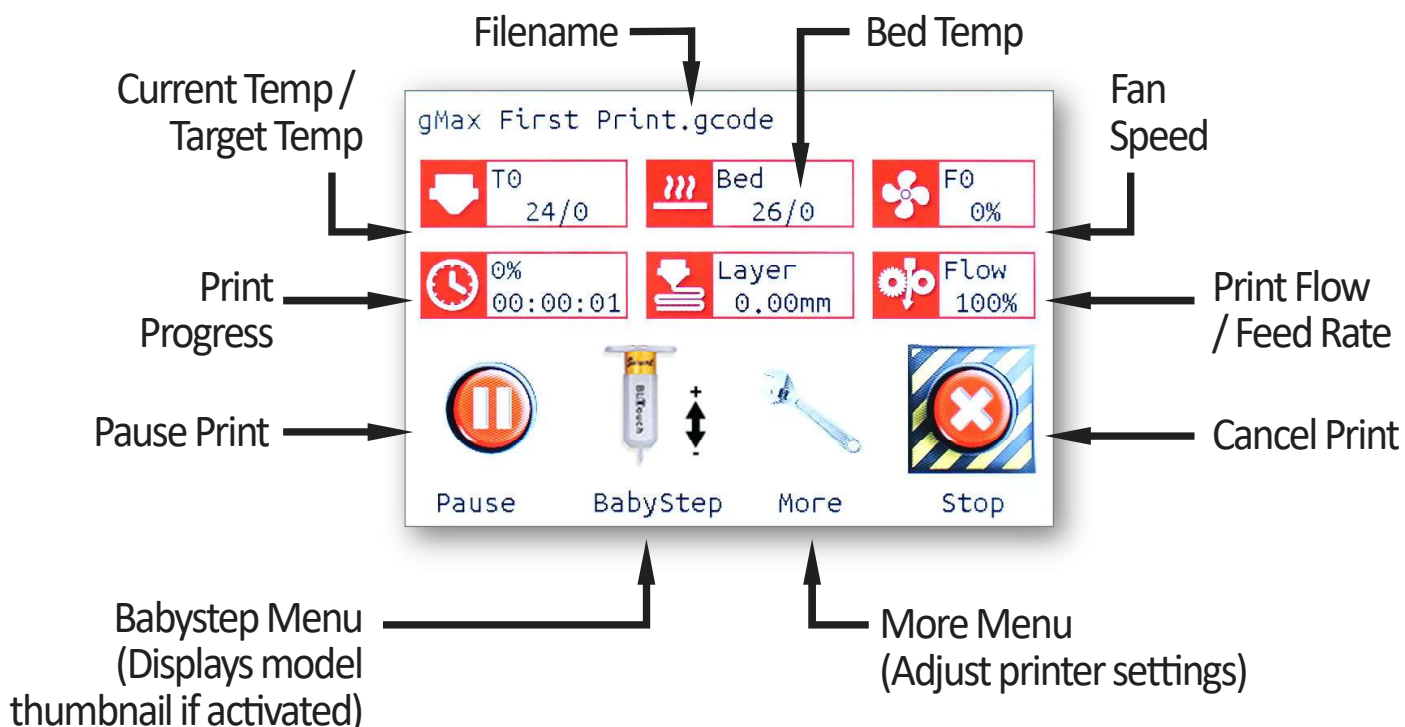 Filename
Bed Temp
Current Temp /
Target Temp
Fan
Speed
gMax First Print.gcode
T0
24/0
Bed
26/0
F0
0%
Print
Progress
0%
00:00:01
Layer
0.00mm
Flow
100%
Print Flow
/ Feed Rate
Pause Print
BLTouch
+
-
Cancel Print
Pause
BabyStep
More
Stop
Babystep Menu
(Displays model
thumbnail if activated)
More Menu
(Adjust printer settings)